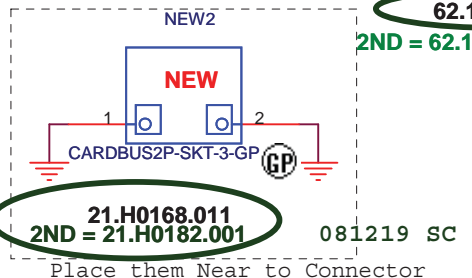 NEW2
62.1
2ND = 62.1
NEW
1
2
CARDBUS2P-SKT-3-GP
GP
21.H0168.011
2ND = 21.H0182.001
081219 SC
Place them Near to Connector